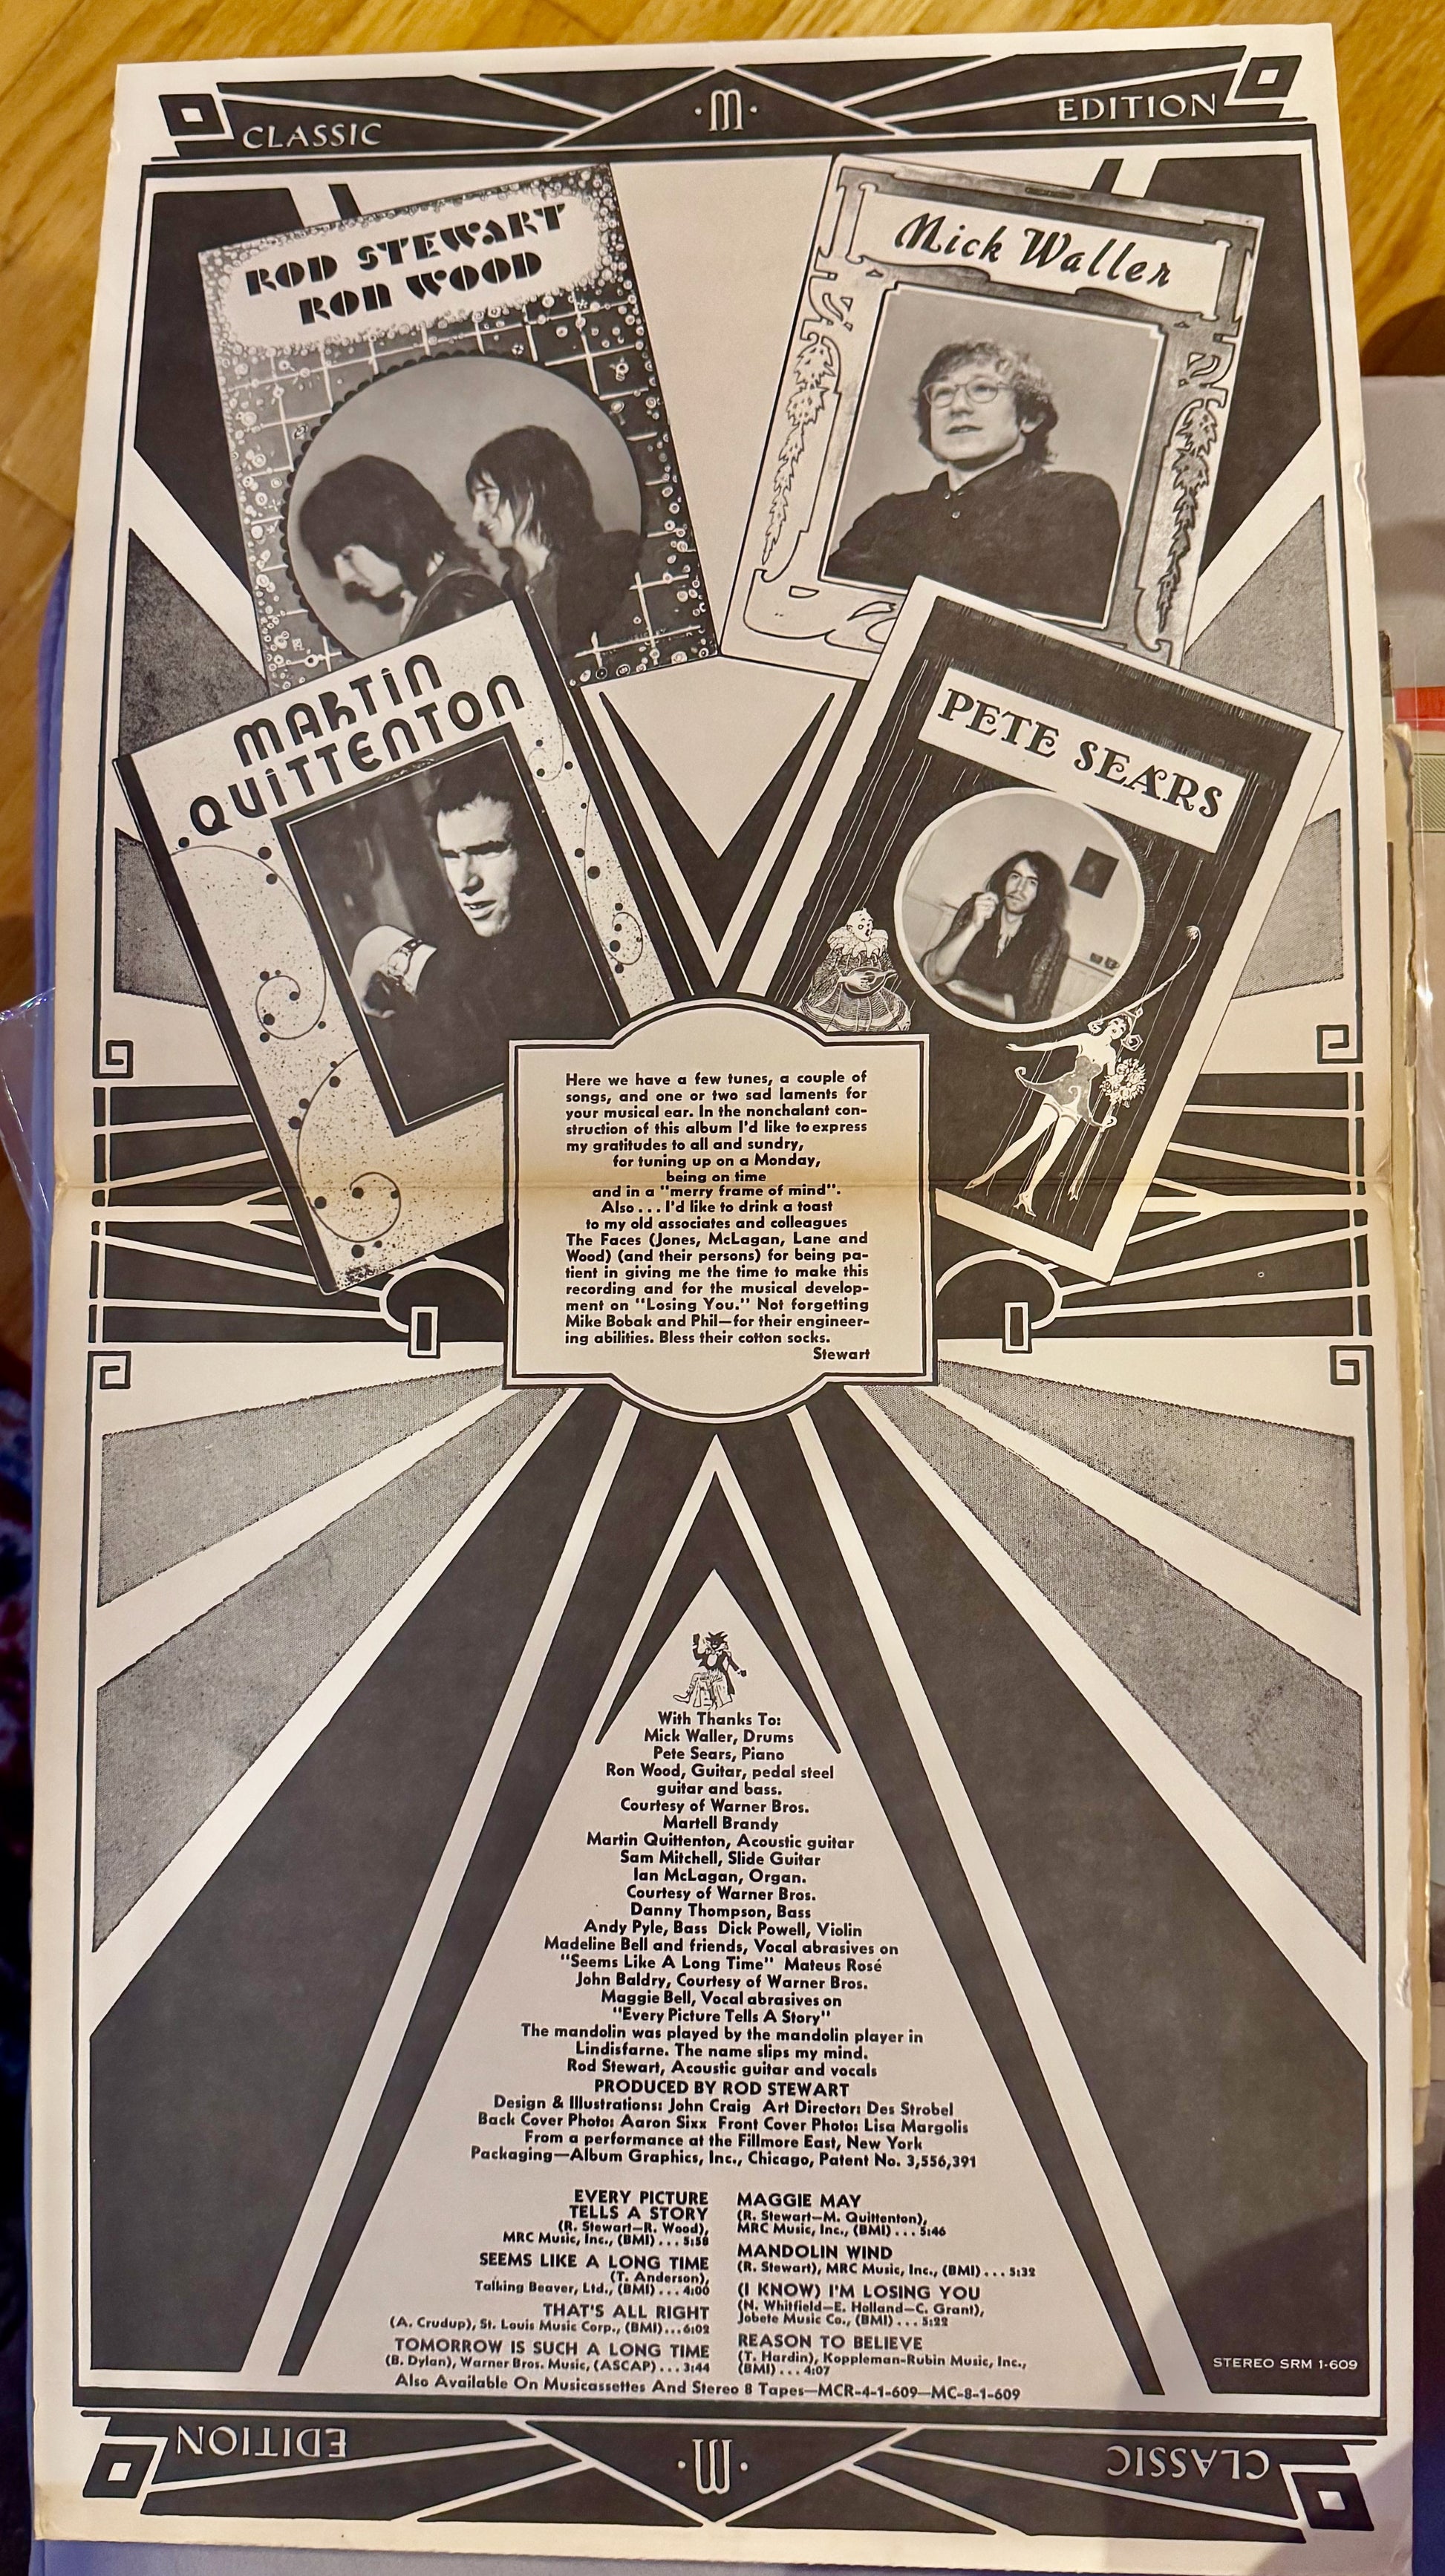 CLASSIC
·M·
EDITION
ROD STEWART
RON WOOD
Mick Waller
MARTIN
QUITTENTON
PETE SEARS
Here we have a few tunes, a couple of
songs, and one or two sad laments for
your musical ear. In the nonchalant con-
struction of this album I'd like to express
my gratitudes to all and sundry,
for tuning up on a Monday,
being on time
and in a "merry frame of mind".
Also . . . I'd like to drink a toast
to my old associates and colleagues
The Faces (Jones, McLagan, Lane and
Wood) (and their persons) for being pa-
tient in giving me the time to make this
recording and for the musical develop-
ment on "Losing You." Not forgetting
Mike Bobak and Phil—for their engineer-
ing abilities. Bless their cotton socks.
Stewart
With Thanks To:
Mick Waller, Drums
Pete Sears, Piano
Ron Wood, Guitar, pedal steel
guitar and bass.
Courtesy of Warner Bros.
Martell Brandy
Martin Quittenton, Acoustic guitar
Sam Mitchell, Slide Guitar
Ian McLagan, Organ.
Courtesy of Warner Bros.
Danny Thompson, Bass
Andy Pyle, Bass Dick Powell, Violin
Madeline Bell and friends, Vocal abrasives on
"Seems Like A Long Time" Mateus Rosé
John Baldry, Courtesy of Warner Bros.
Maggie Bell, Vocal abrasives on
"Every Picture Tells A Story"
The mandolin was played by the mandolin player in
Lindisfarne. The name slips my mind.
Rod Stewart, Acoustic guitar and vocals
PRODUCED BY ROD STEWART
Design & Illustrations: John Craig Art Director: Des Strobel
Back Cover Photo: Aaron Sixx Front Cover Photo: Lisa Margolis
From a performance at the Fillmore East, New York
Packaging—Album Graphics, Inc., Chicago, Patent No. 3,556,391
EVERY PICTURE
TELLS A STORY
(R. Stewart—R. Wood),
MRC Music, Inc., (BMI) . . . 5:58
SEEMS LIKE A LONG TIME
(T. Anderson),
Talking Beaver, Ltd., (BMI) . . . 4:00
THAT'S ALL RIGHT
(A. Crudup), St. Louis Music Corp., (BMI) . . . 6:02
TOMORROW IS SUCH A LONG TIME
(B. Dylan), Warner Bros. Music, (ASCAP) . . . 3:44
MAGGIE MAY
(R. Stewart—M. Quittenton),
MRC Music, Inc., (BMI) . . . 5:46
MANDOLIN WIND
(R. Stewart), MRC Music, Inc., (BMI) . . . 5:32
(I KNOW) I'M LOSING YOU
(N. Whitfield—E. Holland—C. Grant),
Jobete Music Co., (BMI) . . . 5:22
REASON TO BELIEVE
(T. Hardin), Koppleman-Rubin Music, Inc.,
(BMI) . . . 4:07
Also Available On Musicassettes And Stereo 8 Tapes—MCR-4-1-609—MC-8-1-609
STEREO SRM 1-609
CLASSIC
·M·
EDITION